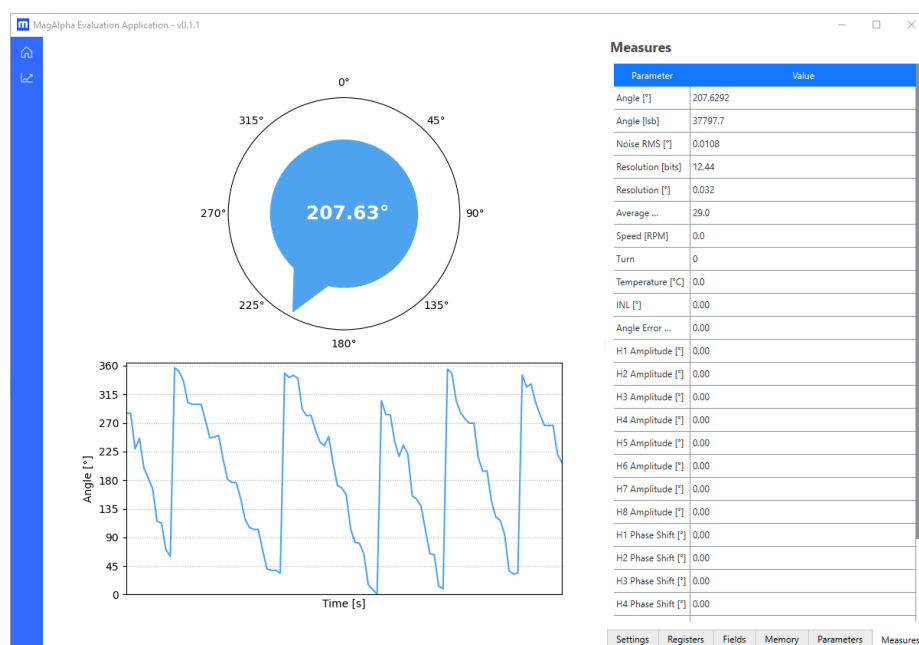 m MagAlpha Evaluation Application - v0.1.1
0°
315° 45°
270° 207.63° 90°
225° 135°
180°
360
315
270
225
180
135
90
45
0
Angle [°]
Time [s]
Measures
Parameter Value
Angle [°] 207.6292
Angle [lsb] 37797.7
Noise RMS [°] 0.0108
Resolution [bits] 12.44
Resolution [°] 0.032
Average ... 29.0
Speed [RPM] 0.0
Turn 0
Temperature [°C] 0.0
INL [°] 0.00
Angle Error ... 0.00
H1 Amplitude [°] 0.00
H2 Amplitude [°] 0.00
H3 Amplitude [°] 0.00
H4 Amplitude [°] 0.00
H5 Amplitude [°] 0.00
H6 Amplitude [°] 0.00
H7 Amplitude [°] 0.00
H8 Amplitude [°] 0.00
H1 Phase Shift [°] 0.00
H2 Phase Shift [°] 0.00
H3 Phase Shift [°] 0.00
H4 Phase Shift [°] 0.00
Settings Registers Fields Memory Parameters Measures